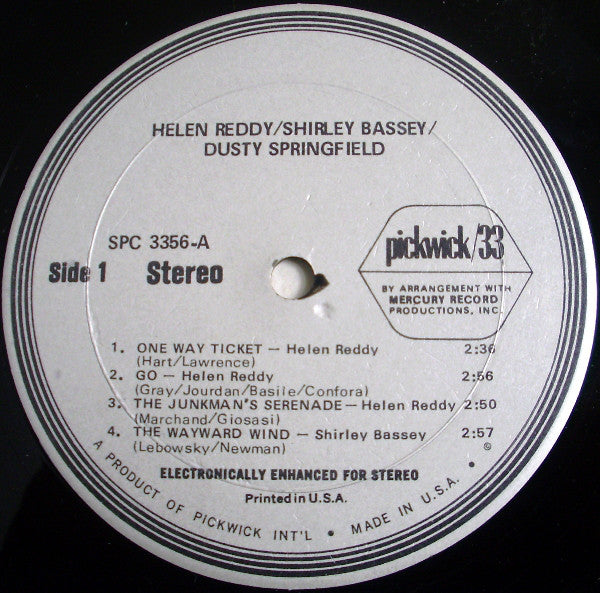 HELEN REDDY/SHIRLEY BASSEY/
DUSTY SPRINGFIELD
SPC 3356-A
Side 1 Stereo
pickwick/33
BY ARRANGEMENT WITH
MERCURY RECORD
PRODUCTIONS, INC.
1. ONE WAY TICKET — Helen Reddy 2:36
(Hart/Lawrence)
2. GO — Helen Reddy 2:56
(Gray/Jourdan/Basile/Confora)
3. THE JUNKMAN'S SERENADE — Helen Reddy 2:50
(Marchand/Giosasi)
4. THE WAYWARD WIND — Shirley Bassey 2:57
(Lebowsky/Newman)
℗
ELECTRONICALLY ENHANCED FOR STEREO
Printed in U.S.A.
A PRODUCT OF PICKWICK INT'L • MADE IN U.S.A. •